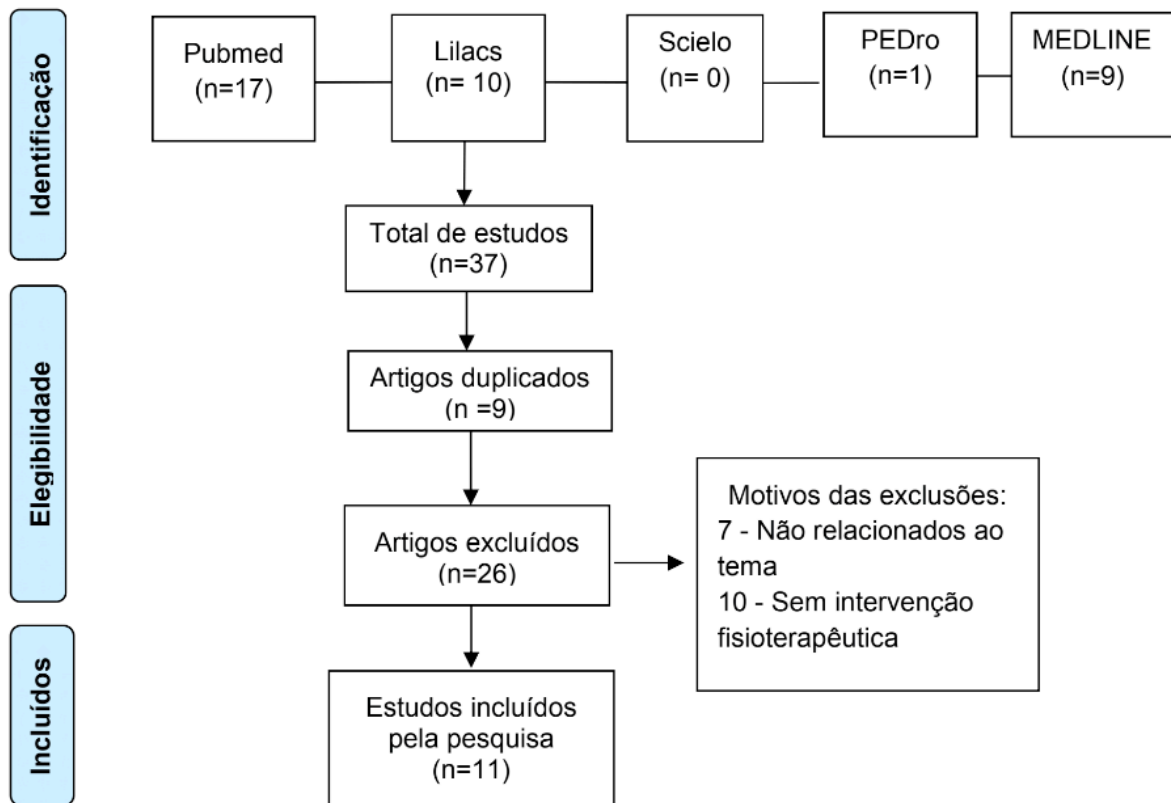 Identificação
Pubmed
(n=17)
Lilacs
(n= 10)
Scielo
(n= 0)
PEDro
(n=1)
MEDLINE
(n=9)
Total de estudos
(n=37)
Elegibilidade
Artigos duplicados
(n =9)
Artigos excluídos
(n=26)
Motivos das exclusões:
7 - Não relacionados ao
tema
10 - Sem intervenção
fisioterapêutica
Incluídos
Estudos incluídos
pela pesquisa
(n=11)